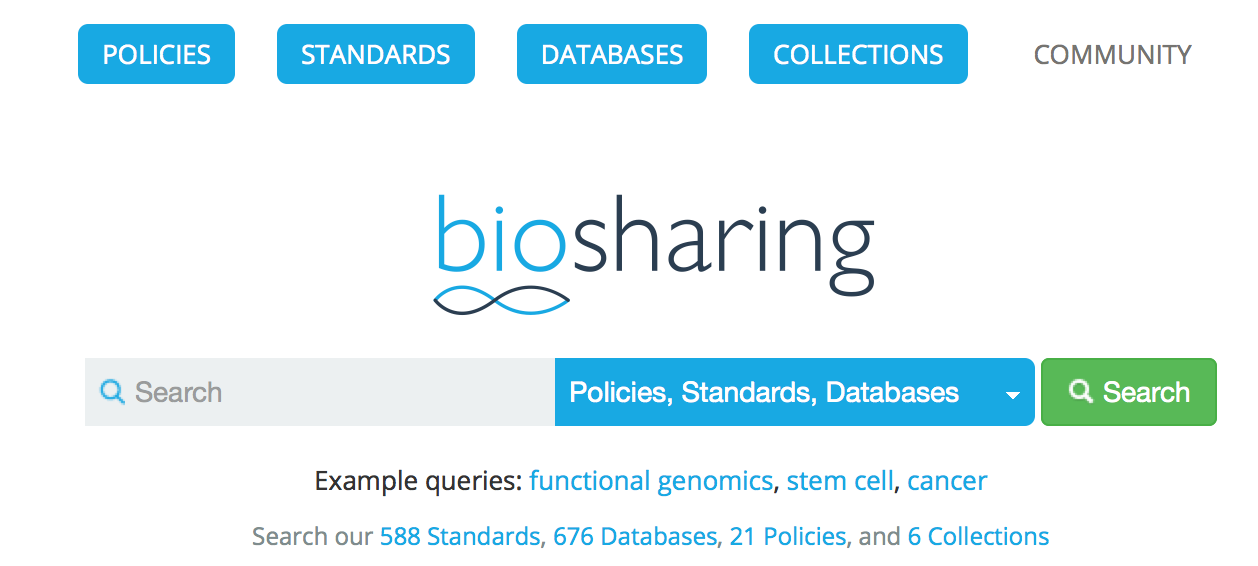 POLICIES STANDARDS DATABASES COLLECTIONS COMMUNITY
biosharing
Search Policies, Standards, Databases Search
Example queries: functional genomics, stem cell, cancer
Search our 588 Standards, 676 Databases, 21 Policies, and 6 Collections